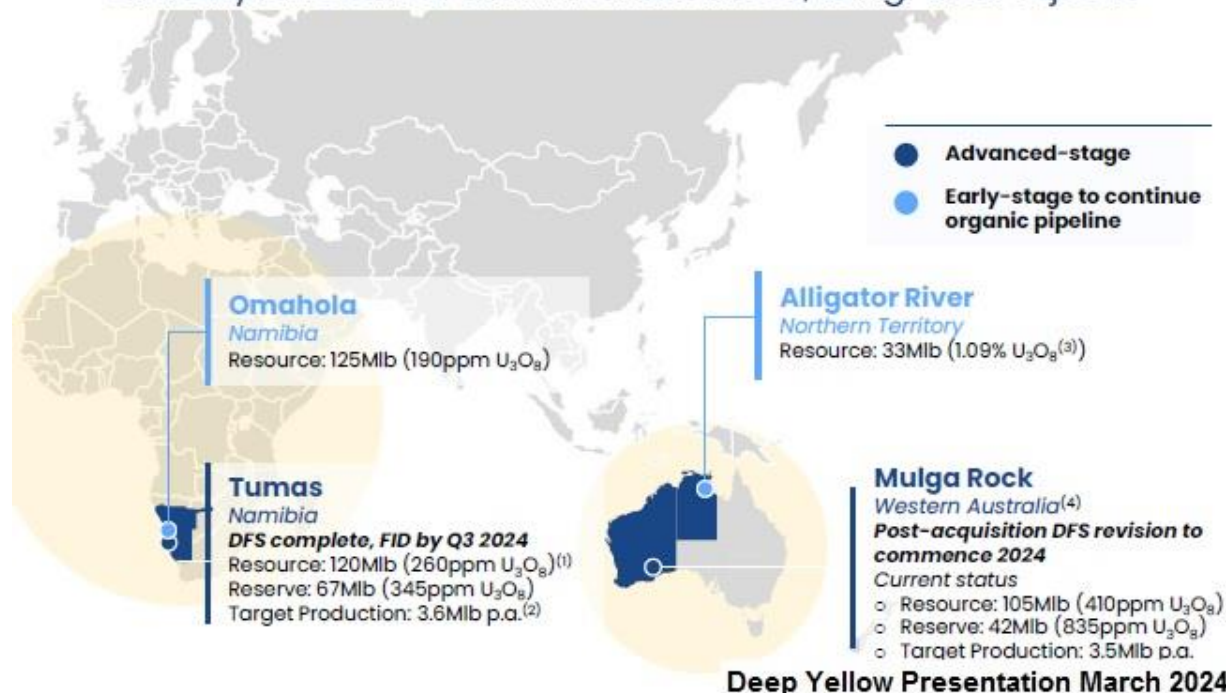 Advanced-stage
Early-stage to continue
organic pipeline
Omahola
Namibia
Resource: 125Mlb (190ppm U₃O₈)
Alligator River
Northern Territory
Resource: 33Mlb (1.09% U₃O₈⁽³⁾)
Tumas
Namibia
DFS complete, FID by Q3 2024
Resource: 120Mlb (260ppm U₃O₈)⁽¹⁾
Reserve: 67Mlb (345ppm U₃O₈)
Target Production: 3.6Mlb p.a.⁽²⁾
Mulga Rock
Western Australia⁽⁴⁾
Post-acquisition DFS revision to
commence 2024
Current status
○ Resource: 105Mlb (410ppm U₃O₈)
○ Reserve: 42Mlb (835ppm U₃O₈)
○ Target Production: 3.5Mlb p.a.
Deep Yellow Presentation March 2024